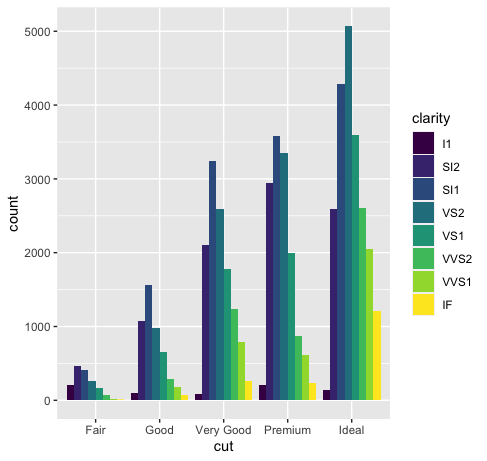 5000
4000
3000
2000
1000
0
count
Fair Good Very Good Premium Ideal
cut
clarity
I1
SI2
SI1
VS2
VS1
VVS2
VVS1
IF